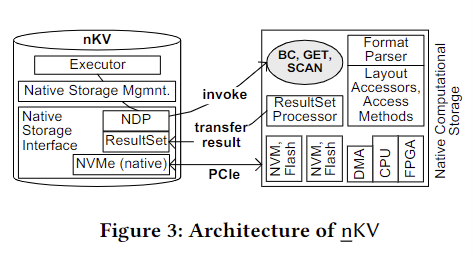 nKV
Executor
Native Storage Mgmnt.
Native
Storage
Interface
NDP
ResultSet
NVMe (native)
invoke
transfer
result
PCIe
BC, GET,
SCAN
ResultSet
Processor
Format
Parser
Layout
Accessors,
Access
Methods
NVM,
Flash
NVM,
Flash
DMA
CPU
FPGA
Native Computational
Storage
Figure 3: Architecture of nKV